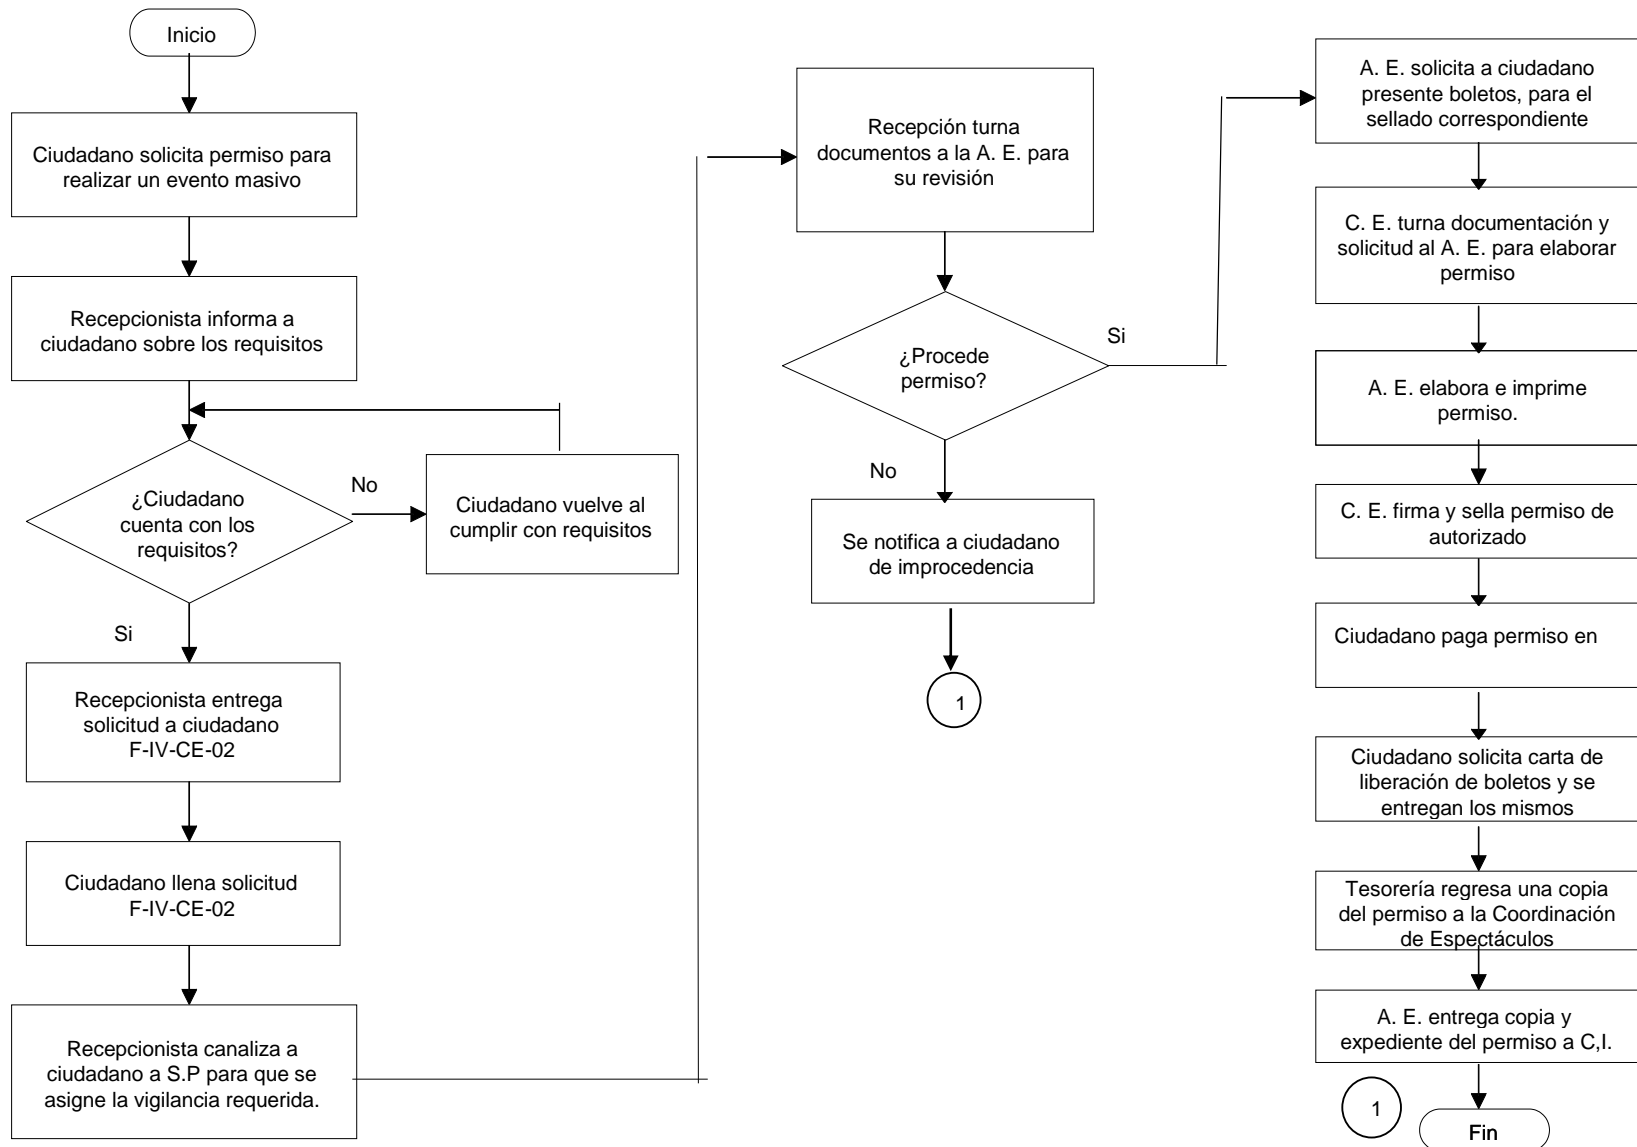 Inicio
Ciudadano solicita permiso para
realizar un evento masivo
Recepcionista informa a
ciudadano sobre los requisitos
¿Ciudadano
cuenta con los
requisitos?
No
Ciudadano vuelve al
cumplir con requisitos
Si
Recepcionista entrega
solicitud a ciudadano
F-IV-CE-02
Ciudadano llena solicitud
F-IV-CE-02
Recepcionista canaliza a
ciudadano a S.P para que se
asigne la vigilancia requerida.
Recepción turna
documentos a la A. E. para
su revisión
¿Procede
permiso?
Si
No
Se notifica a ciudadano
de improcedencia
1
A. E. solicita a ciudadano
presente boletos, para el
sellado correspondiente
C. E. turna documentación y
solicitud al A. E. para elaborar
permiso
A. E. elabora e imprime
permiso.
C. E. firma y sella permiso de
autorizado
Ciudadano paga permiso en
Ciudadano solicita carta de
liberación de boletos y se
entregan los mismos
Tesorería regresa una copia
del permiso a la Coordinación
de Espectáculos
A. E. entrega copia y
expediente del permiso a C,I.
1
Fin